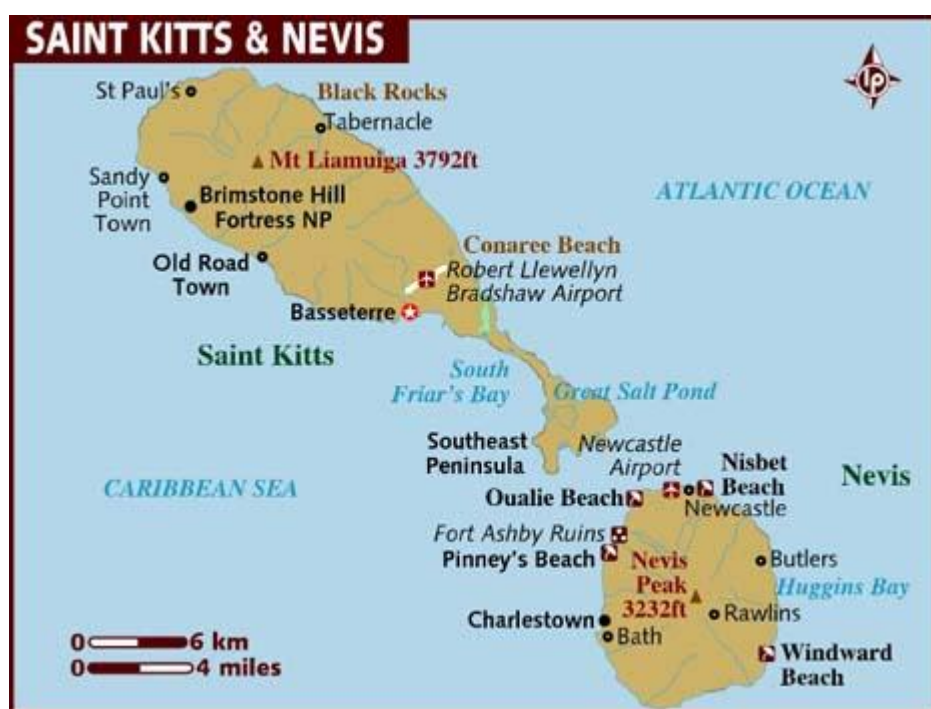 SAINT KITTS & NEVIS
lp
St Paul's
Black Rocks
Tabernacle
Mt Liamuiga 3792ft
Sandy
Point
Town
Brimstone Hill
Fortress NP
ATLANTIC OCEAN
Old Road
Town
Conaree Beach
Robert Llewellyn
Bradshaw Airport
Basseterre
Saint Kitts
South
Friar's Bay
Great Salt Pond
Southeast
Peninsula
Newcastle
Airport
Nisbet
Beach
Nevis
CARIBBEAN SEA
Oualie Beach
Newcastle
Fort Ashby Ruins
Pinney's Beach
Nevis
Peak
3232ft
Butlers
Huggins Bay
Charlestown
Rawlins
Bath
0 6 km
0 4 miles
Windward
Beach